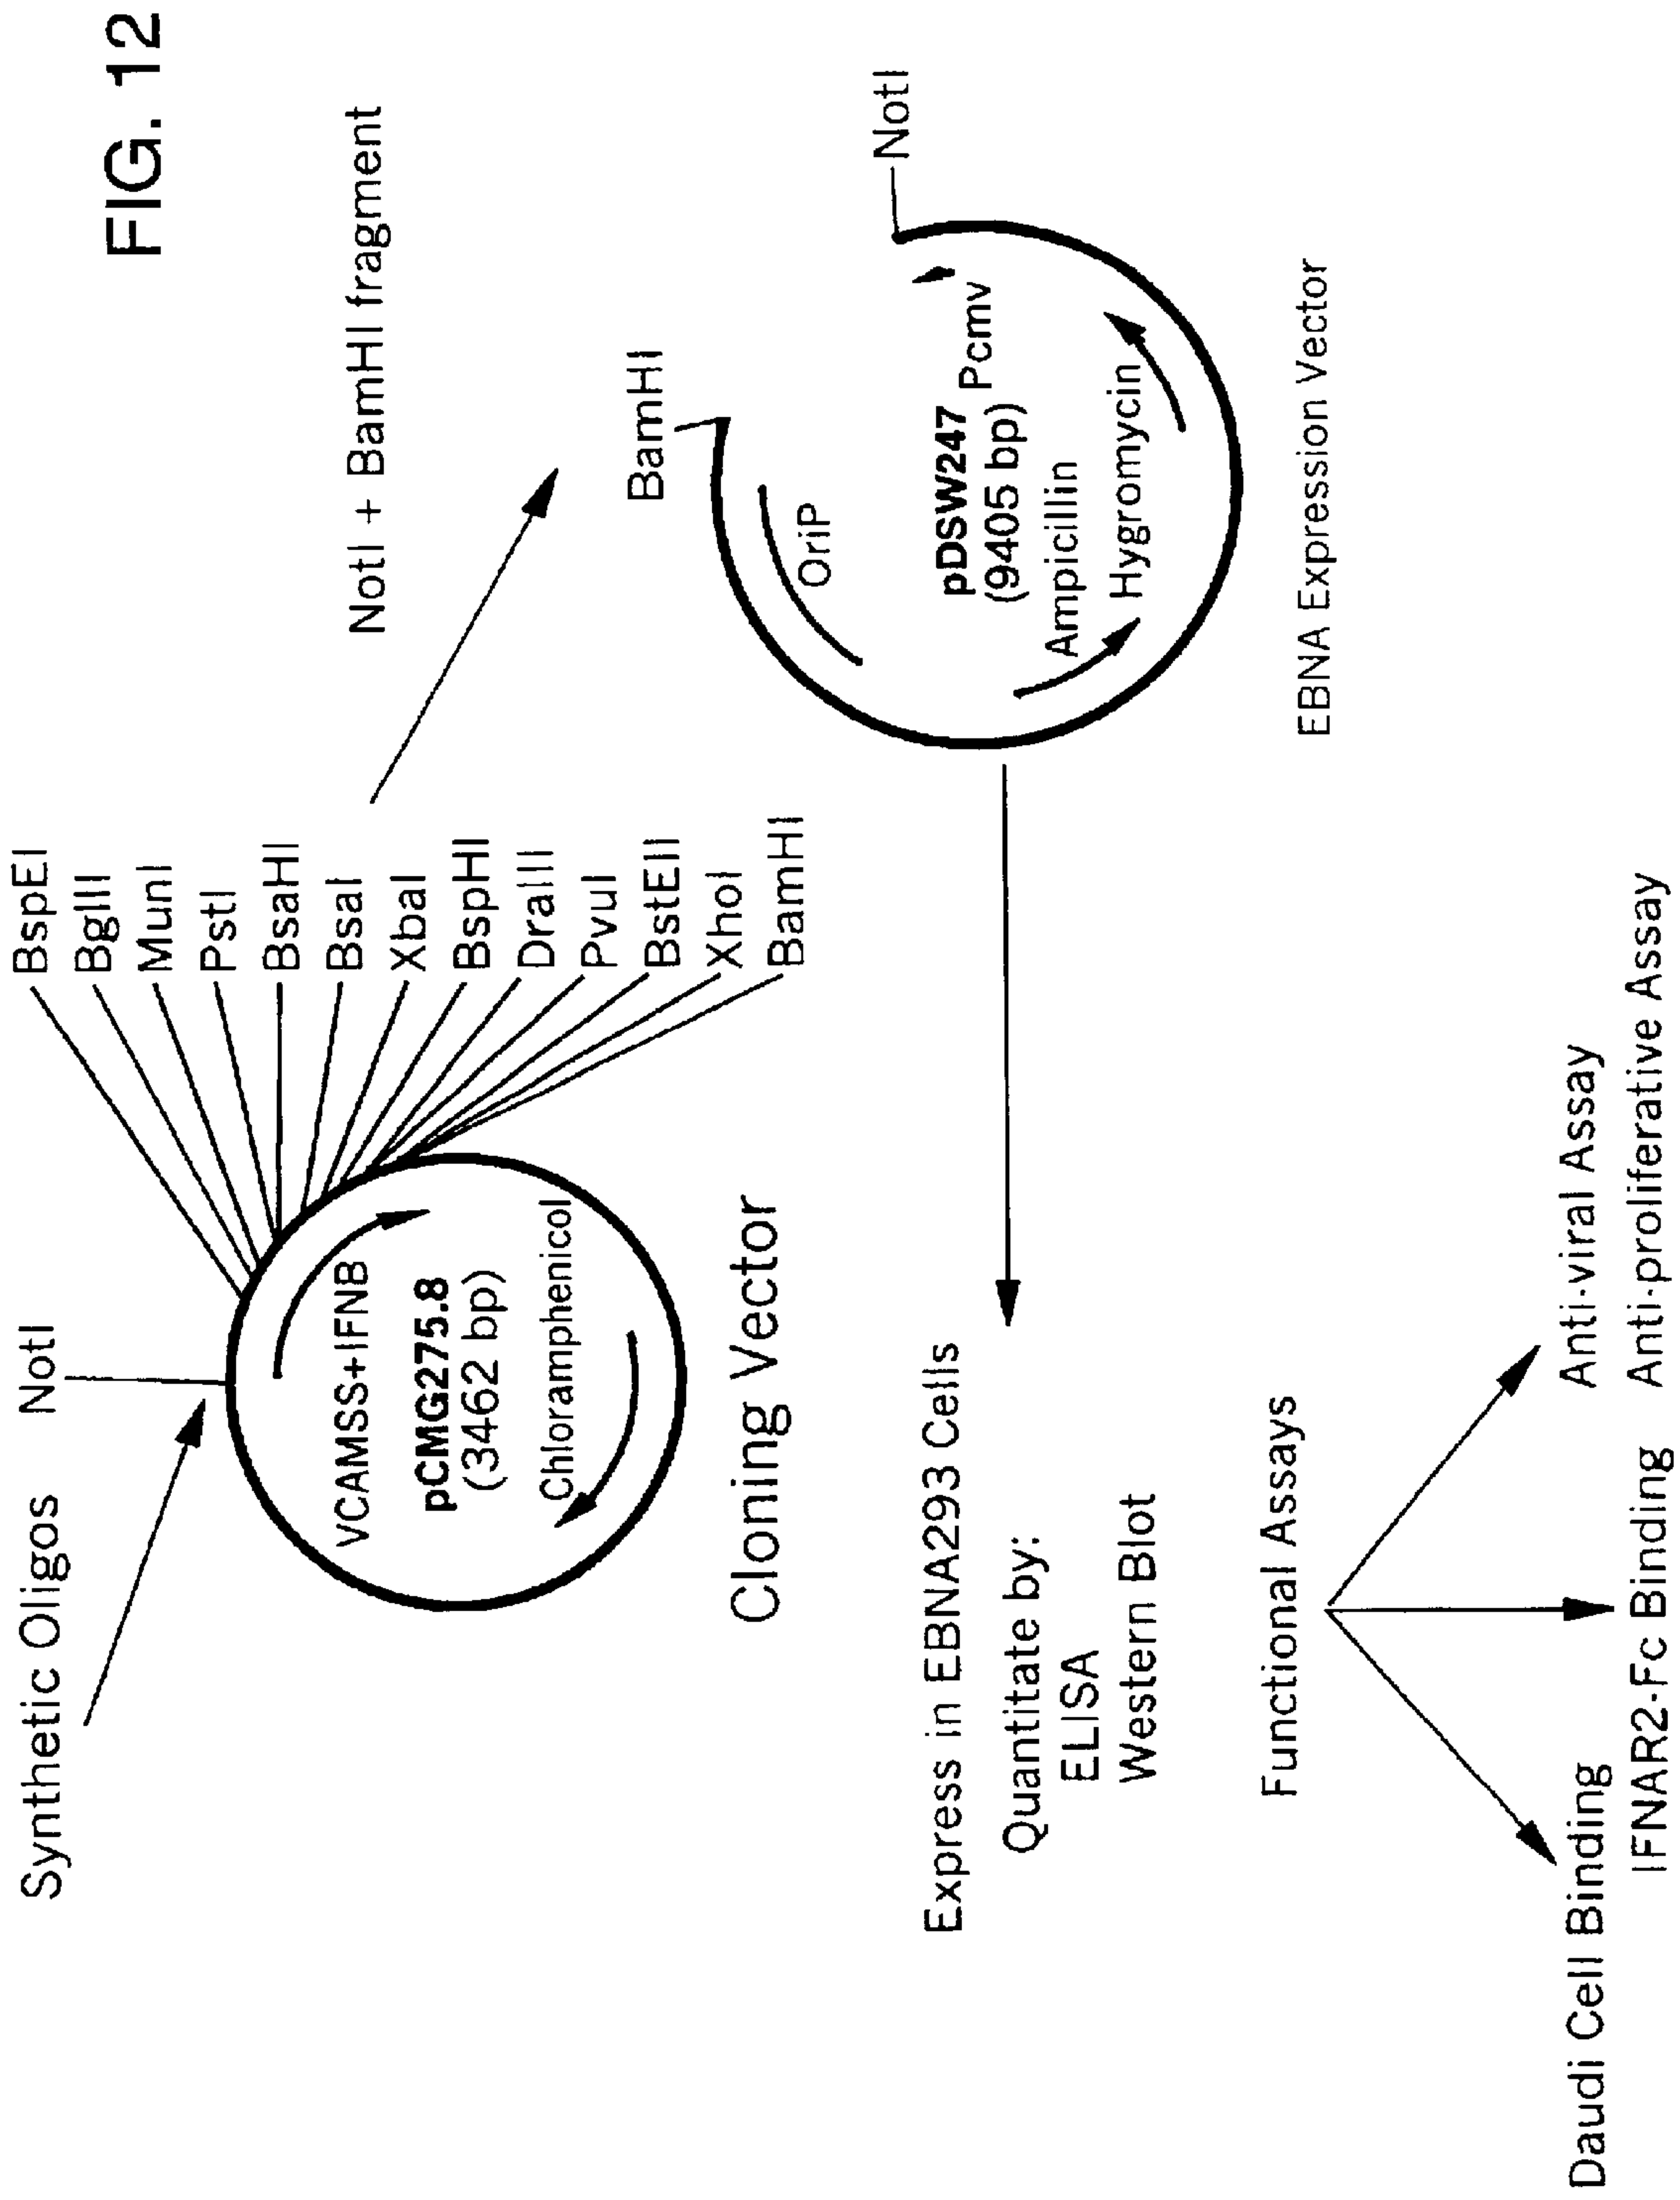 FIG. 12
Synthetic Oligos
NotI
BspEI
BglII
MunI
PstI
BsaHI
BsaI
XbaI
BspHI
DraIII
PvuI
BstEII
XhoI
BamHI
VCAMSS+IFNB
pCMG275.8
(3462 bp)
Chloramphenicol
Cloning Vector
NotI + BamHI fragment
BamHI
NotI
OriP
pDSW247
(9405 bp)
Pcmv
Ampicillin
Hygromycin
EBNA Expression Vector
Express in EBNA293 Cells
Quantitate by:
ELISA
Western Blot
Functional Assays
Daudi Cell Binding
IFNAR2-Fc Binding
Anti-viral Assay
Anti-proliferative Assay